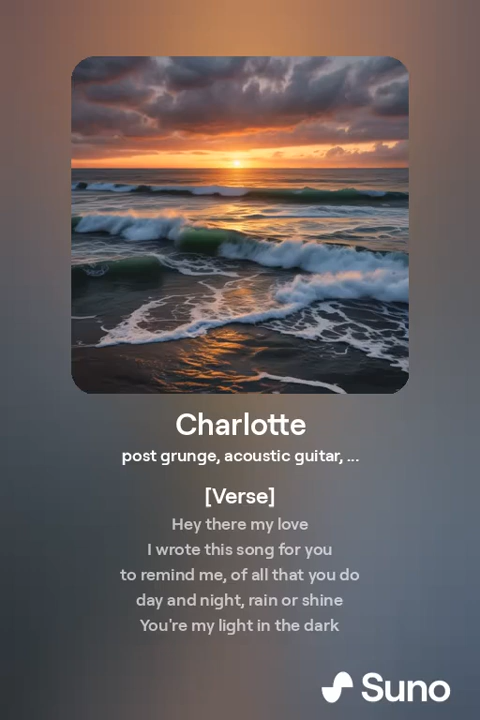 Charlotte
post grunge, acoustic guitar, ...
[Verse]
Hey there my love
I wrote this song for you
to remind me, of all that you do
day and night, rain or shine
You're my light in the dark
Suno